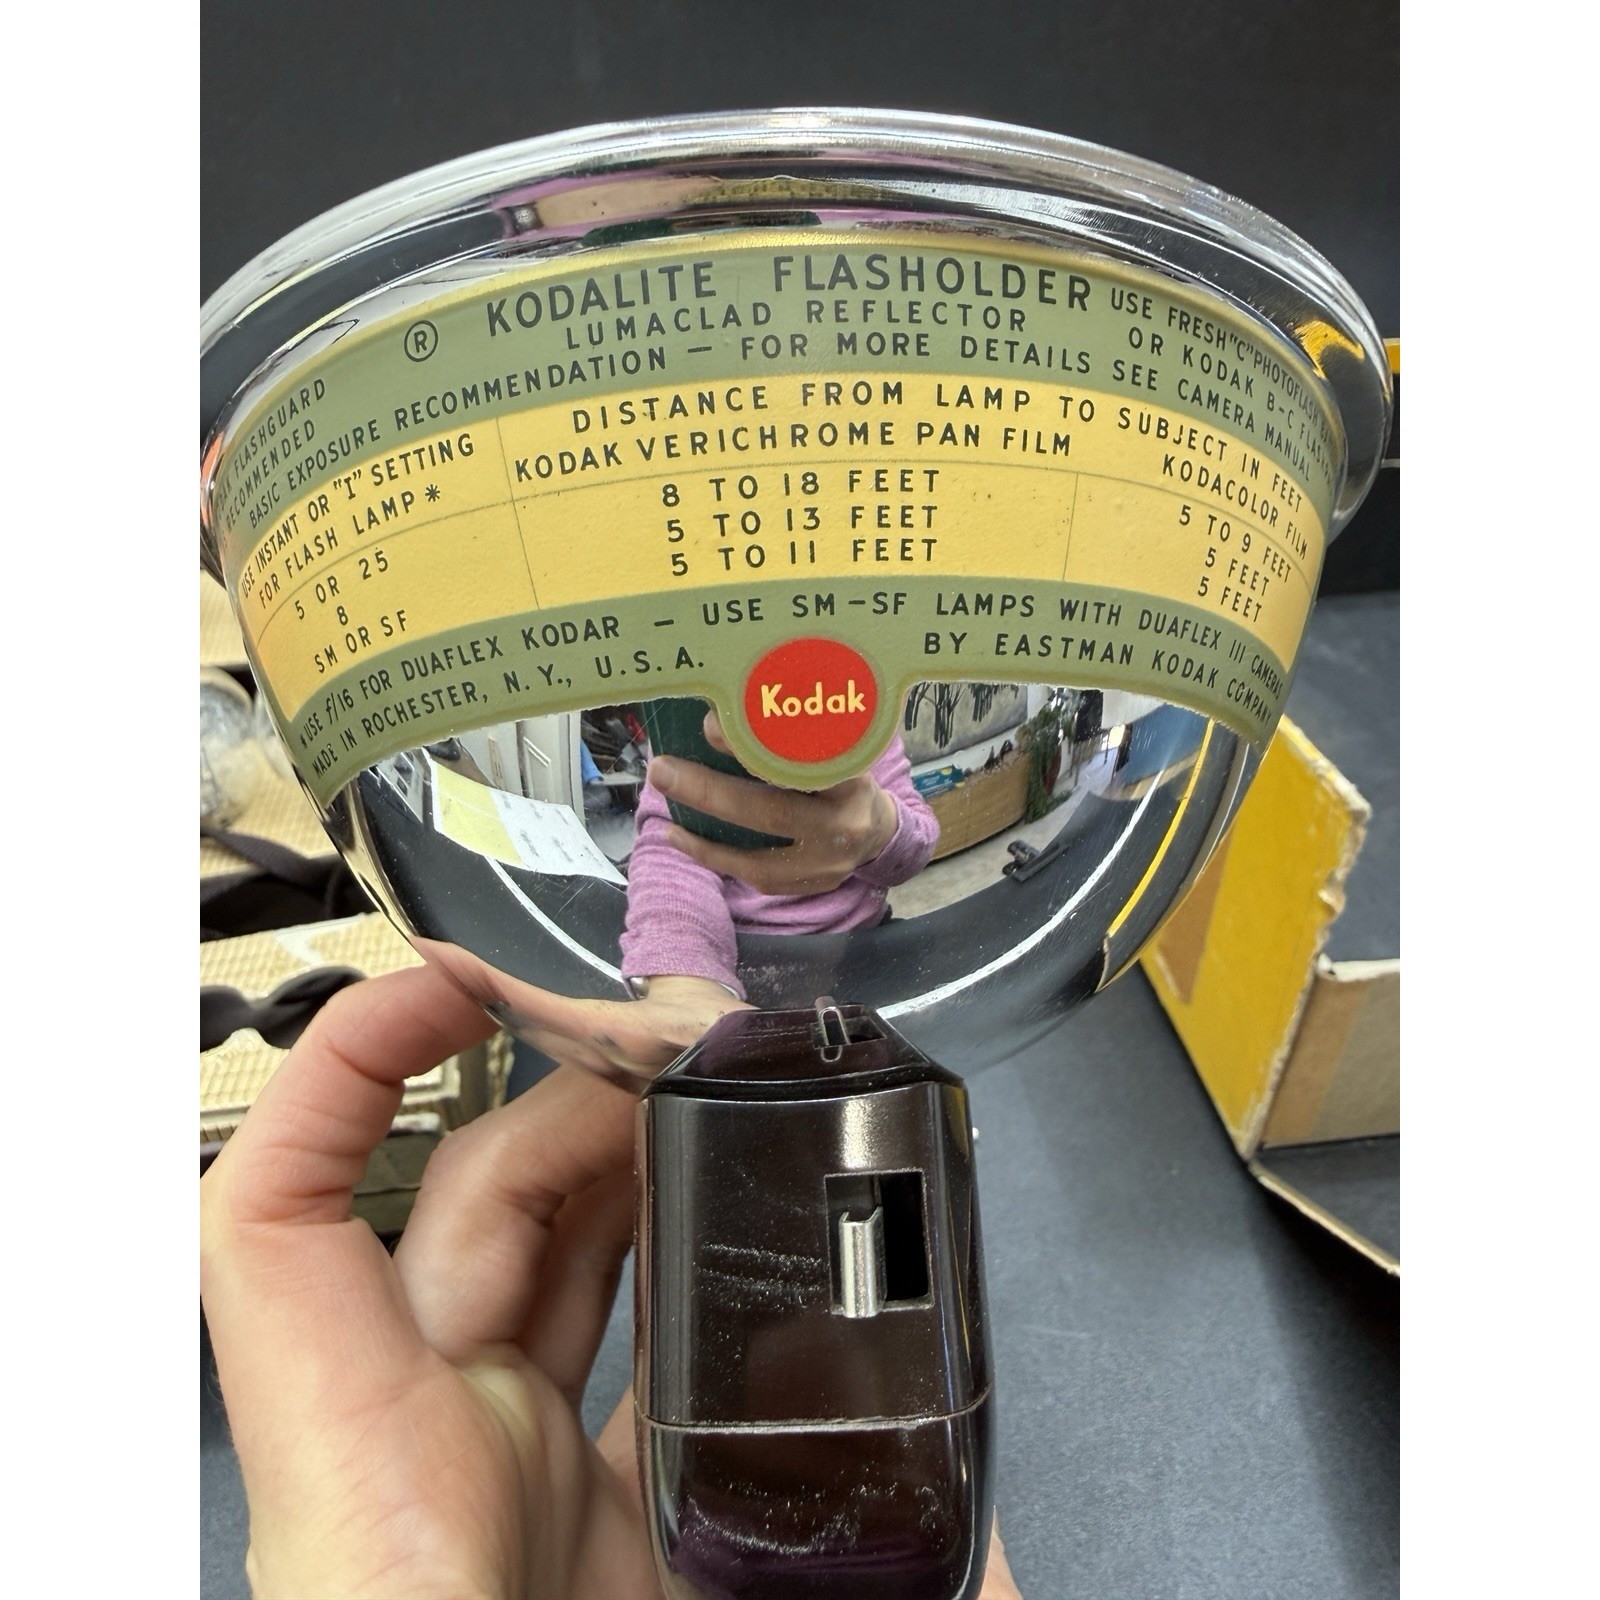 ® KODALITE FLASHOLDER
LUMACLAD REFLECTOR
FLASHGUARD
RECOMMENDED
USE FRESH "C" PHOTOFLASH
OR KODAK B-C
BASIC EXPOSURE RECOMMENDATION — FOR MORE DETAILS SEE CAMERA MANUAL
USE INSTANT OR "I" SETTING
FOR FLASH LAMP*
DISTANCE FROM LAMP TO SUBJECT IN FEET
KODAK VERICHROME PAN FILM
KODACOLOR FILM
5 OR 25 8 TO 18 FEET 5 TO 9 FEET
8 5 TO 13 FEET 5 FEET
SM OR SF 5 TO 11 FEET 5 FEET
*USE f/16 FOR DUAFLEX KODAR — USE SM-SF LAMPS WITH DUAFLEX III CAMERAS
MADE IN ROCHESTER, N. Y., U. S. A. BY EASTMAN KODAK COMPANY
Kodak